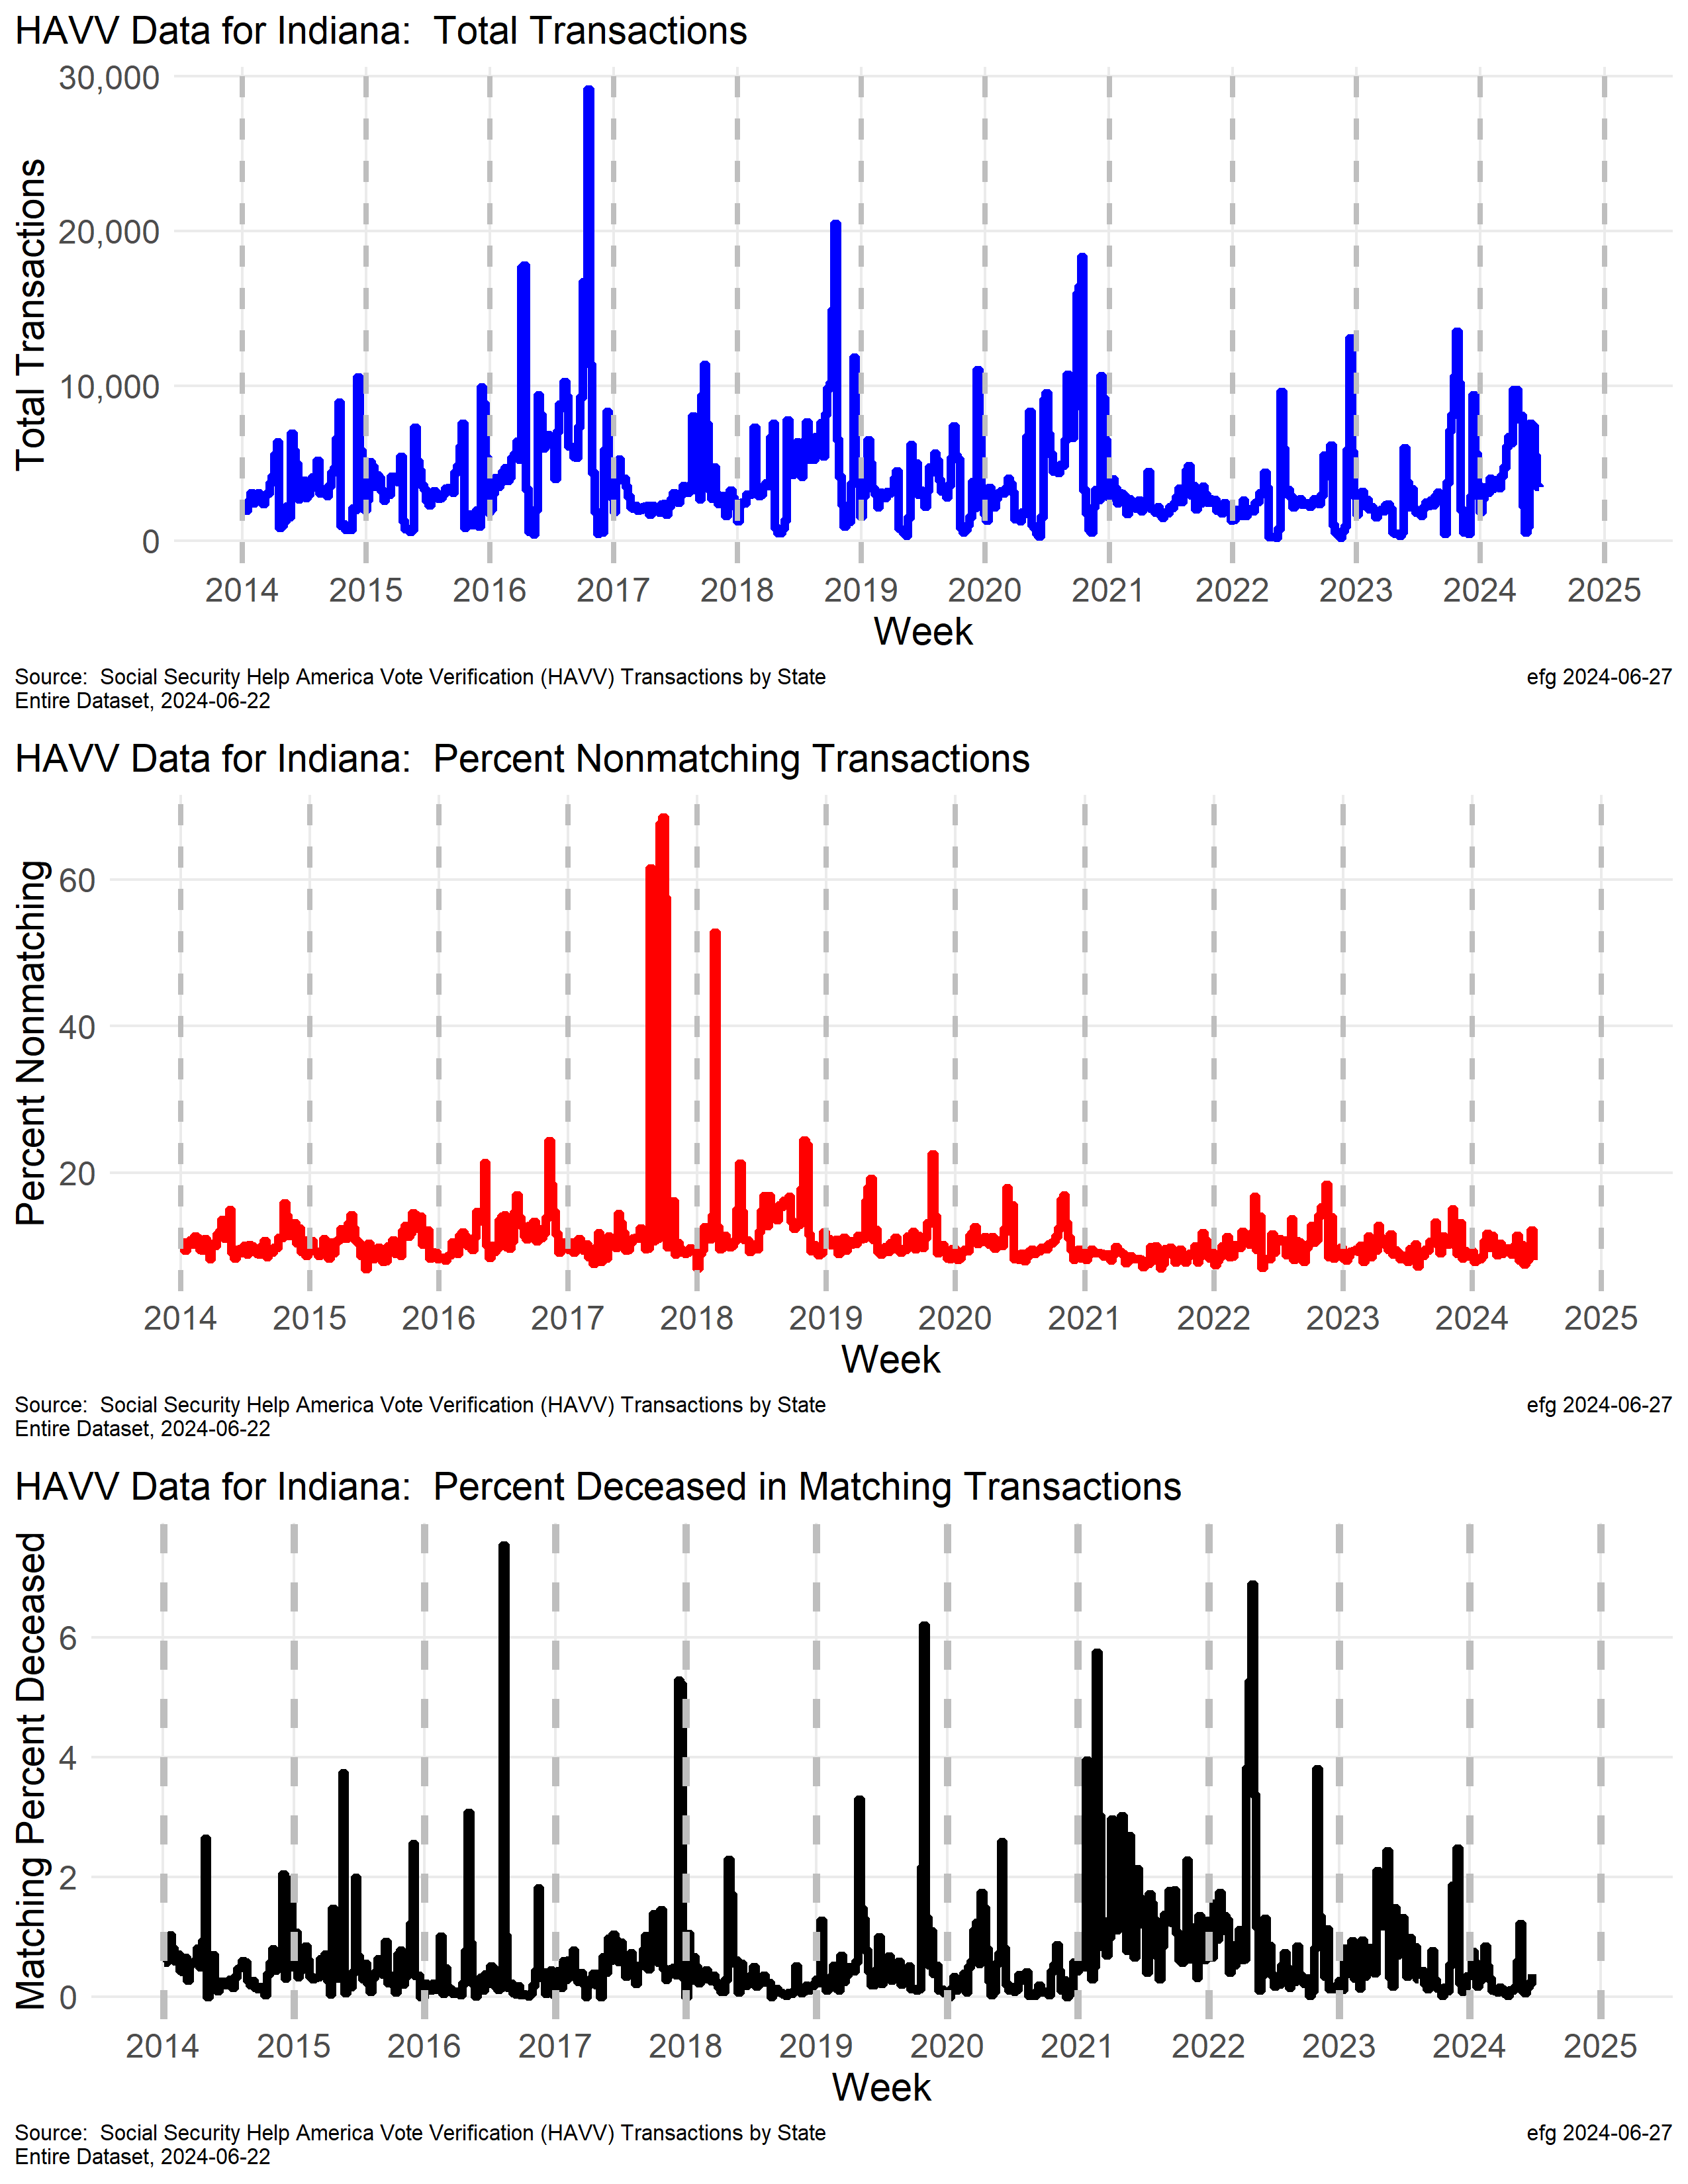 HAVV Data for Indiana:  Total Transactions
Total Transactions
30,000
20,000
10,000
0
2014 2015 2016 2017 2018 2019 2020 2021 2022 2023 2024 2025
Week
Source:  Social Security Help America Vote Verification (HAVV) Transactions by State
efg 2024-06-27
Entire Dataset, 2024-06-22
HAVV Data for Indiana:  Percent Nonmatching Transactions
Percent Nonmatching
60
40
20
2014 2015 2016 2017 2018 2019 2020 2021 2022 2023 2024 2025
Week
Source:  Social Security Help America Vote Verification (HAVV) Transactions by State
efg 2024-06-27
Entire Dataset, 2024-06-22
HAVV Data for Indiana:  Percent Deceased in Matching Transactions
Matching Percent Deceased
6
4
2
0
2014 2015 2016 2017 2018 2019 2020 2021 2022 2023 2024 2025
Week
Source:  Social Security Help America Vote Verification (HAVV) Transactions by State
efg 2024-06-27
Entire Dataset, 2024-06-22